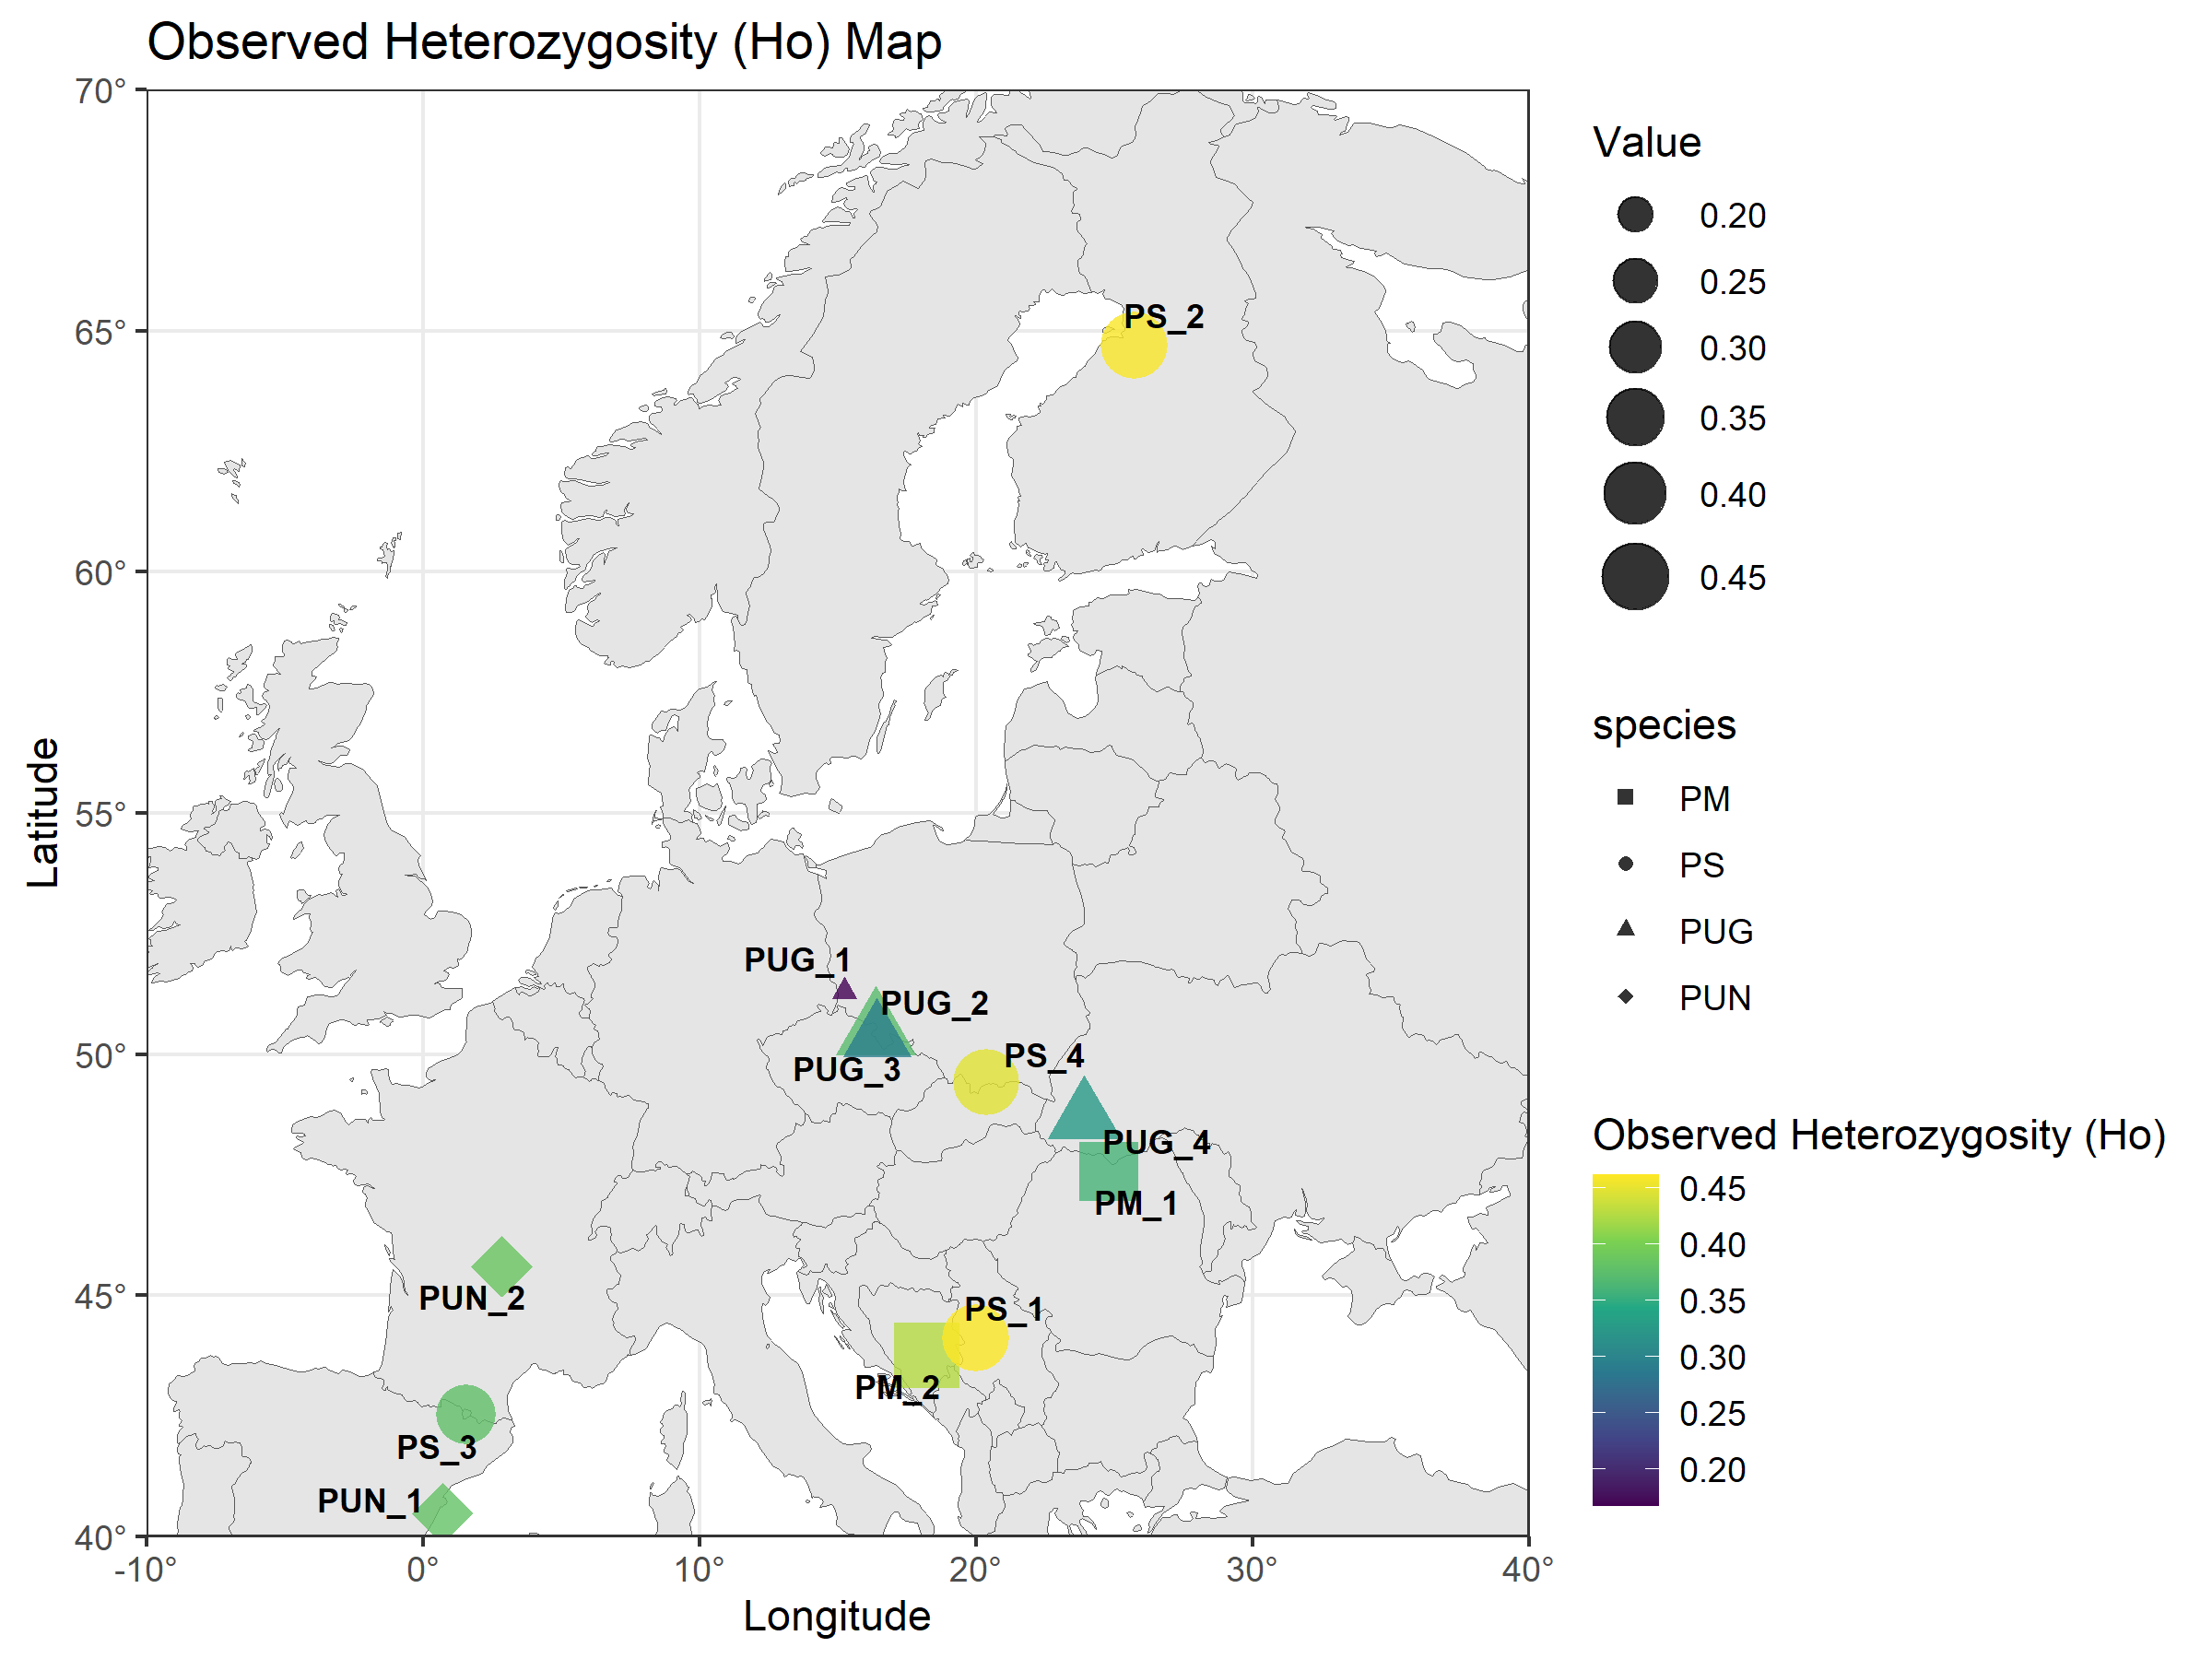 Observed Heterozygosity (Ho) Map
70°
65°
60°
55°
50°
45°
40°
-10°
0°
10°
20°
30°
40°
Latitude
Longitude
PS_2
PUG_1
PUG_2
PUG_3
PS_4
PUG_4
PM_1
PUN_2
PS_1
PM_2
PS_3
PUN_1
Value
0.20
0.25
0.30
0.35
0.40
0.45
species
PM
PS
PUG
PUN
Observed Heterozygosity (Ho)
0.45
0.40
0.35
0.30
0.25
0.20